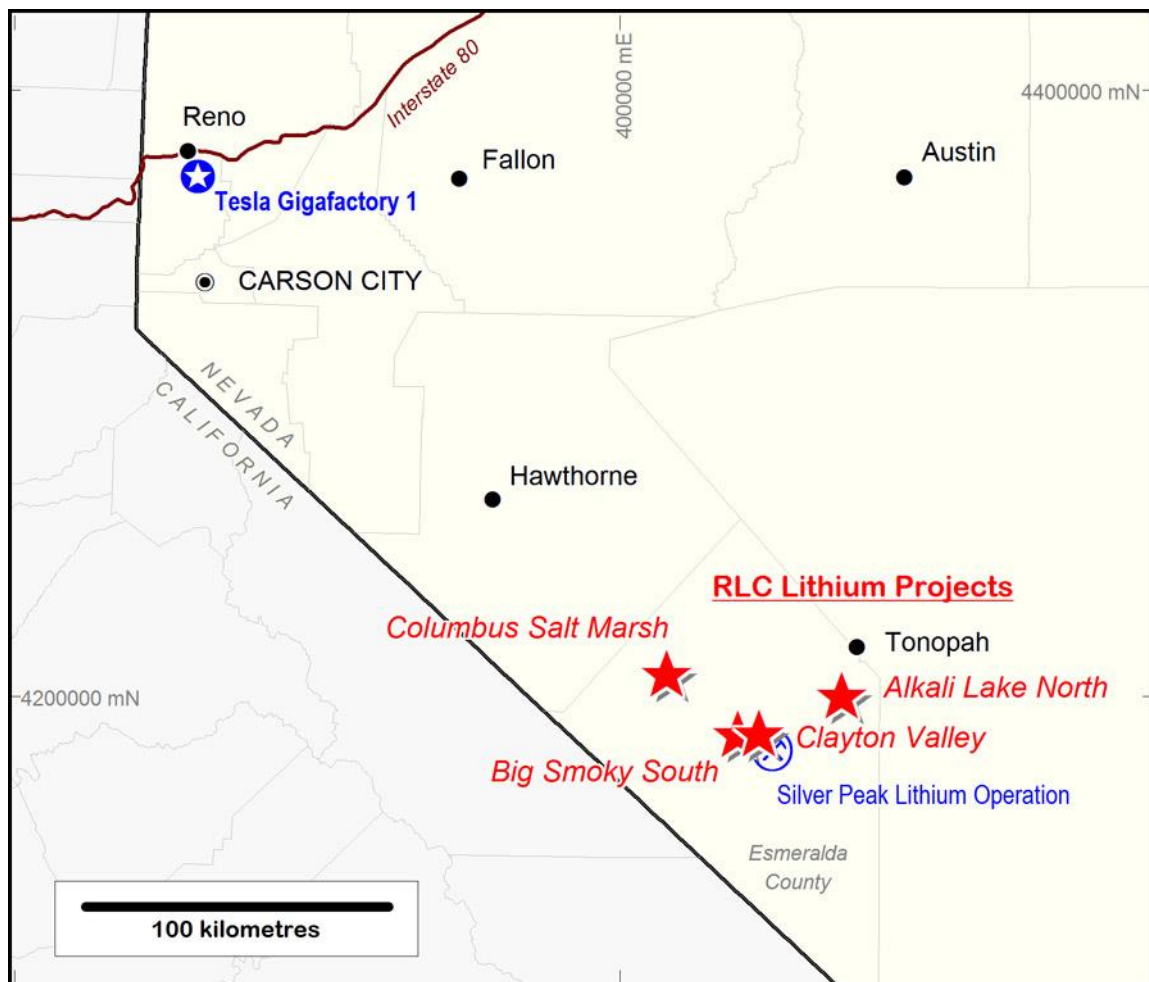 400000 mE
4400000 mN
Interstate 80
Reno
Fallon
Austin
Tesla Gigafactory 1
CARSON CITY
NEVADA
CALIFORNIA
Hawthorne
RLC Lithium Projects
Columbus Salt Marsh
Tonopah
4200000 mN
Alkali Lake North
Clayton Valley
Big Smoky South
Silver Peak Lithium Operation
Esmeralda
County
100 kilometres